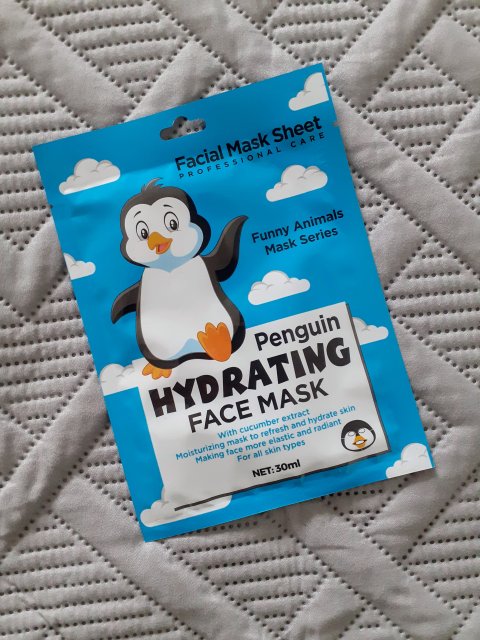 Facial Mask Sheet
PROFESSIONAL CARE
Funny Animals
Mask Series
Penguin
HYDRATING
FACE MASK
With cucumber extract
Moisturizing mask to refresh and hydrate skin
Making face more elastic and radiant
For all skin types
NET: 30ml